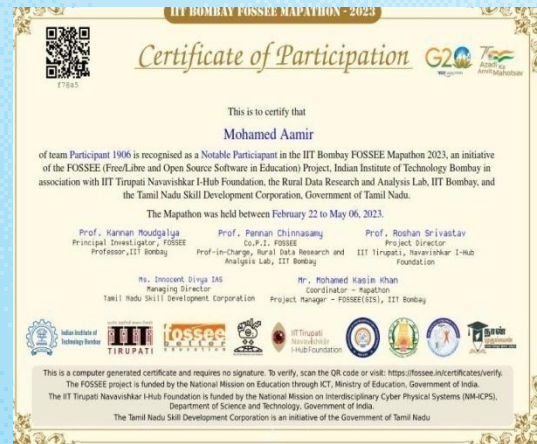 IIT BOMBAY FOSSEE MAPATHON - 2023
Certificate of Participation
G20
Azadi Ka
Amrit Mahotsav
f78a5
This is to certify that
Mohamed Aamir
of team Participant 1906 is recognised as a Notable Particiapant in the IIT Bombay FOSSEE Mapathon 2023, an initiative
of the FOSSEE (Free/Libre and Open Source Software in Education) Project, Indian Institute of Technology Bombay in
association with IIT Tirupati Navavishkar I-Hub Foundation, the Rural Data Research and Analysis Lab, IIT Bombay, and
the Tamil Nadu Skill Development Corporation, Government of Tamil Nadu.
The Mapathon was held between February 22 to May 06, 2023.
Prof. Kannan Moudgalya
Principal Investigator, FOSSEE
Professor,IIT Bombay
Prof. Pennan Chinnasamy
Co.P.I. FOSSEE
Prof-in-Charge, Rural Data Research and
Analysis Lab, IIT Bombay
Prof. Roshan Srivastav
Project Director
IIT Tirupati, Navavishkar I-Hub
Foundation
Ms. Innocent Divya IAS
Managing Director
Tamil Nadu Skill Development Corporation
Mr. Mohamed Kasim Khan
Coordinator - Mapathon
Project Manager - FOSSEE(GIS), IIT Bombay
Indian Institute of
Technology Bombay
TIRUPATI
fossee
IIT Tirupati
Navavishkar
I-Hub Foundation
நான்
முதல்வன்
This is a computer generated certificate and requires no signature. To verify, scan the QR code or visit: https://fossee.in/certificates/verify.
The FOSSEE project is funded by the National Mission on Education through ICT, Ministry of Education, Government of India.
The IIT Tirupati Navavishkar I-Hub Foundation is funded by the National Mission on Interdisciplinary Cyber Physical Systems (NM-ICPS),
Department of Science and Technology, Government of India.
The Tamil Nadu Skill Development Corporation is an initiative of the Government of Tamil Nadu